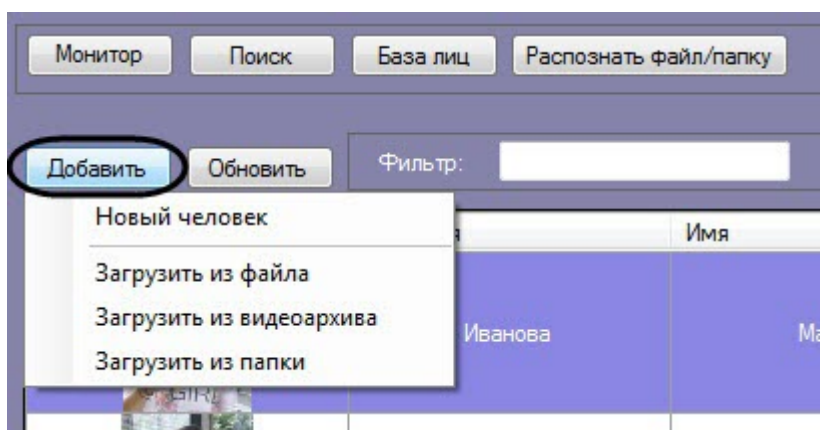 Монитор Поиск База лиц Распознать файл/папку
Добавить Обновить Фильтр:
Новый человек
Имя
Загрузить из файла
Загрузить из видеоархива
Иванова
Загрузить из папки
GIRL